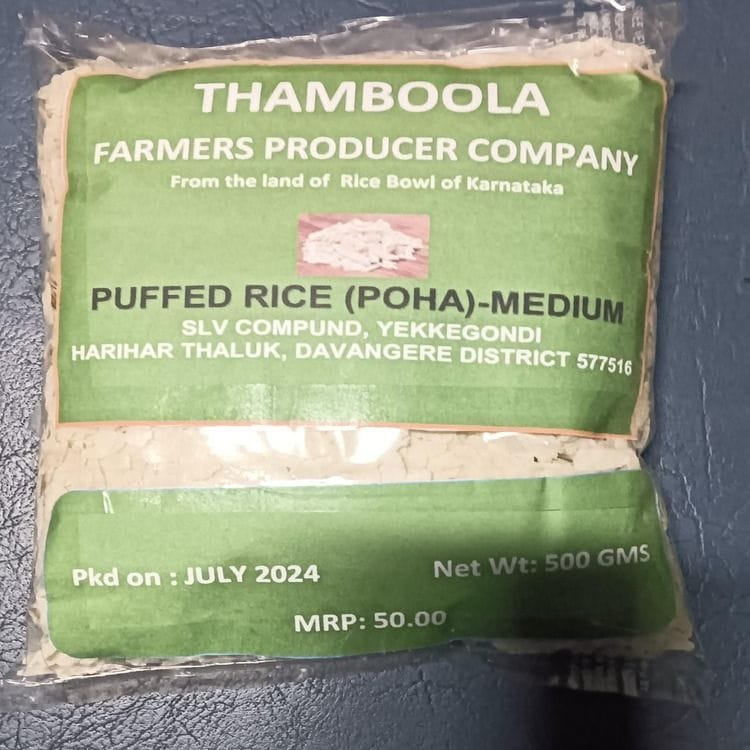 THAMBOOLA
FARMERS PRODUCER COMPANY
From the land of Rice Bowl of Karnataka
PUFFED RICE (POHA)-MEDIUM
SLV COMPUND, YEKKEGONDI
HARIHAR THALUK, DAVANGERE DISTRICT 577516
Pkd on : JULY 2024
Net Wt: 500 GMS
MRP: 50.00